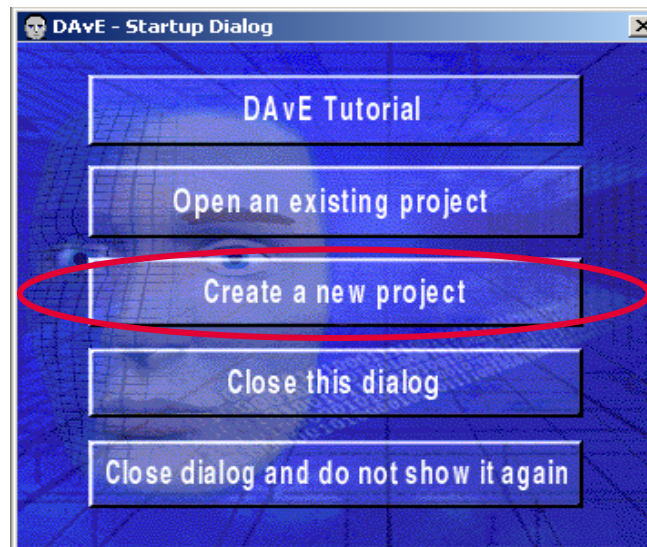 DAvE - Startup Dialog
DAvE Tutorial
Open an existing project
Create a new project
Close this dialog
Close dialog and do not show it again